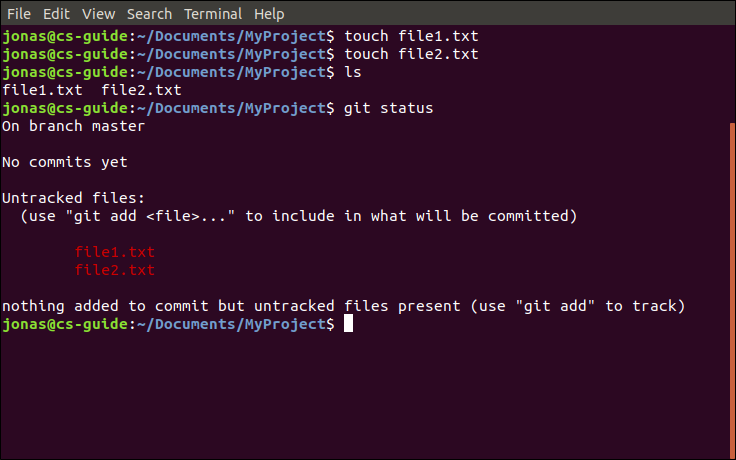 File Edit View Search Terminal Help
jonas@cs-guide:~/Documents/MyProject$ touch file1.txt
jonas@cs-guide:~/Documents/MyProject$ touch file2.txt
jonas@cs-guide:~/Documents/MyProject$ ls
file1.txt  file2.txt
jonas@cs-guide:~/Documents/MyProject$ git status
On branch master

No commits yet

Untracked files:
  (use "git add <file>..." to include in what will be committed)

        file1.txt
        file2.txt

nothing added to commit but untracked files present (use "git add" to track)
jonas@cs-guide:~/Documents/MyProject$